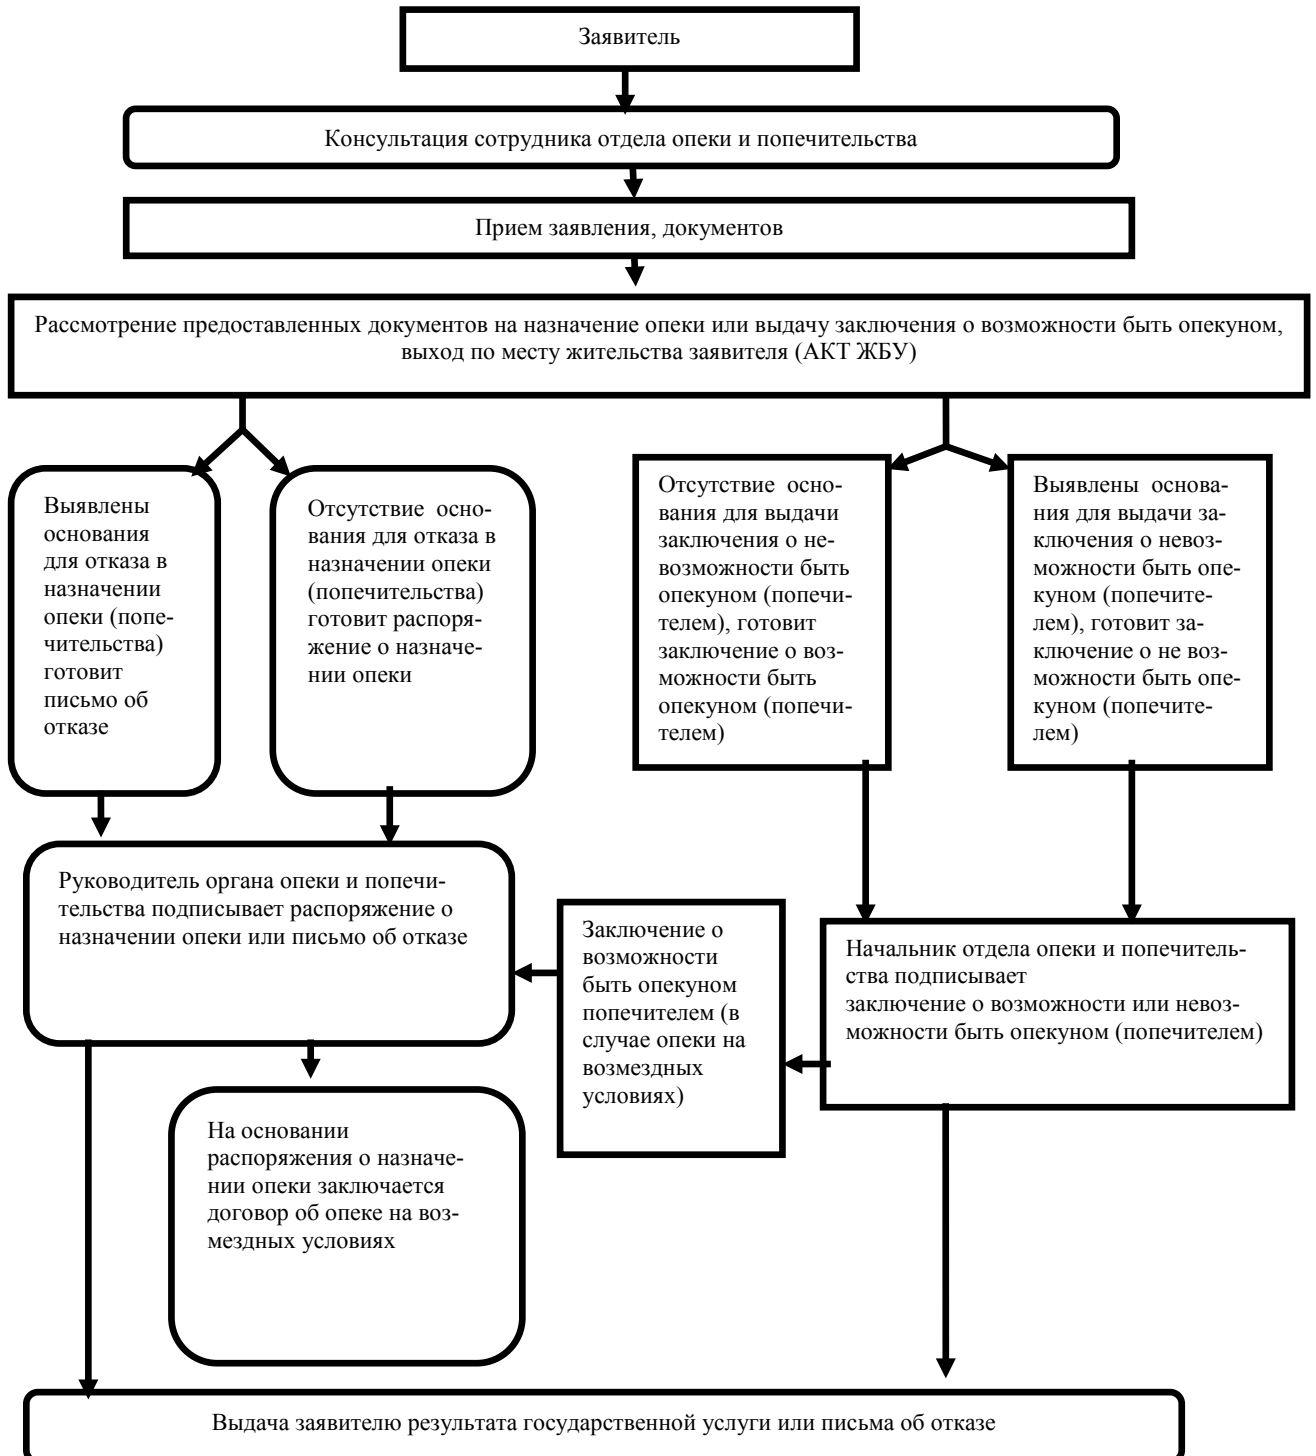 Заявитель
Консультация сотрудника отдела опеки и попечительства
Прием заявления, документов
Рассмотрение предоставленных документов на назначение опеки или выдачу заключения о возможности быть опекуном,
выход по месту жительства заявителя (АКТ ЖБУ)
Выявлены
основания
для отказа в
назначении
опеки (попе-
чительства)
готовит
письмо об
отказе
Отсутствие осно-
вания для отказа в
назначении опеки
(попечительства)
готовит распоря-
жение о назначе-
нии опеки
Отсутствие осно-
вания для выдачи
заключения о не-
возможности быть
опекуном (попечи-
телем), готовит
заключение о воз-
можности быть
опекуном (попечи-
телем)
Выявлены основа-
ния для выдачи за-
ключения о невоз-
можности быть опе-
куном (попечите-
лем), готовит за-
ключение о не воз-
можности быть опе-
куном (попечите-
лем)
Руководитель органа опеки и попечи-
тельства подписывает распоряжение о
назначении опеки или письмо об отказе
Заключение о
возможности
быть опекуном
попечителем (в
случае опеки на
возмездных
условиях)
Начальник отдела опеки и попечитель-
ства подписывает
заключение о возможности или невоз-
можности быть опекуном (попечителем)
На основании
распоряжения о назначе-
нии опеки заключается
договор об опеке на воз-
мездных условиях
Выдача заявителю результата государственной услуги или письма об отказе